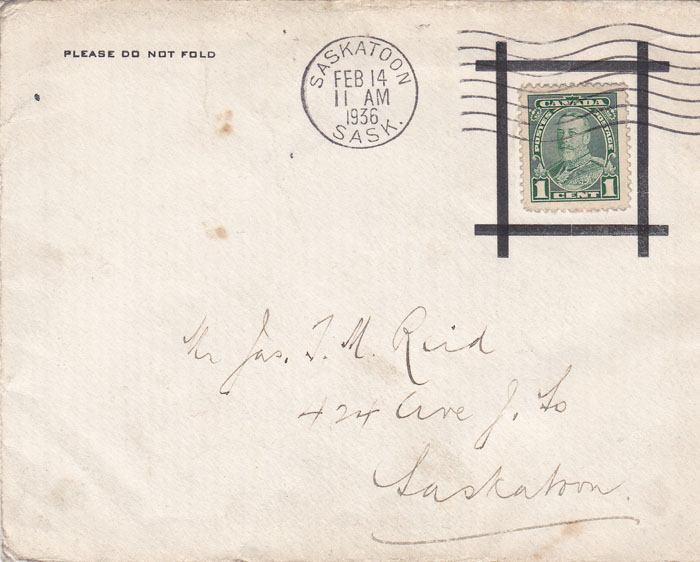 PLEASE DO NOT FOLD
SASKATOON
FEB 14
11 AM
1936
SASK.
CANADA
POSTES POSTAGE
1 CENT 1
Mr Jas. T. M. Reid
424 Ave J. So
Saskatoon.